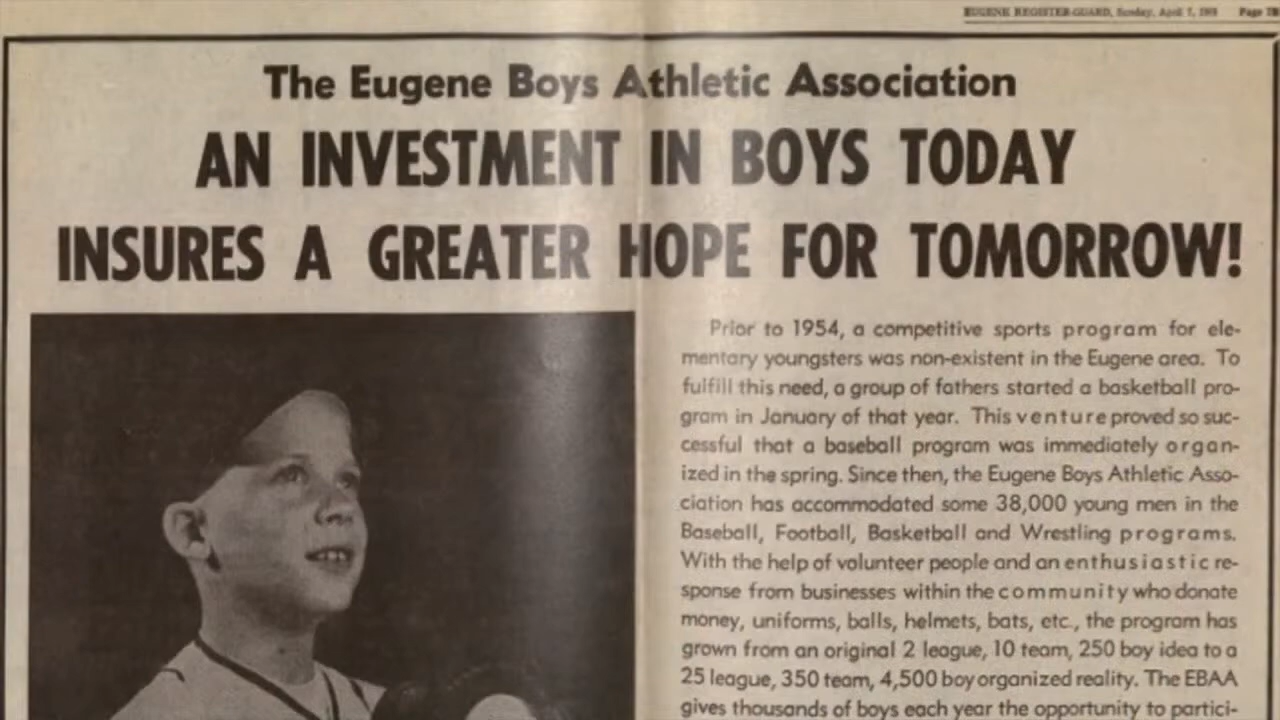 EUGENE REGISTER-GUARD, Sunday, April Page
The Eugene Boys Athletic Association
AN INVESTMENT IN BOYS TODAY
INSURES A GREATER HOPE FOR TOMORROW!
Prior to 1954, a competitive sports program for ele-
mentary youngsters was non-existent in the Eugene area. To
fulfill this need, a group of fathers started a basketball pro-
gram in January of that year. This venture proved so suc-
cessful that a baseball program was immediately organ-
ized in the spring. Since then, the Eugene Boys Athletic Asso-
ciation has accommodated some 38,000 young men in the
Baseball, Football, Basketball and Wrestling programs.
With the help of volunteer people and an enthusiastic re-
sponse from businesses within the community who donate
money, uniforms, balls, helmets, bats, etc., the program has
grown from an original 2 league, 10 team, 250 boy idea to a
25 league, 350 team, 4,500 boy organized reality. The EBAA
gives thousands of boys each year the opportunity to partici-